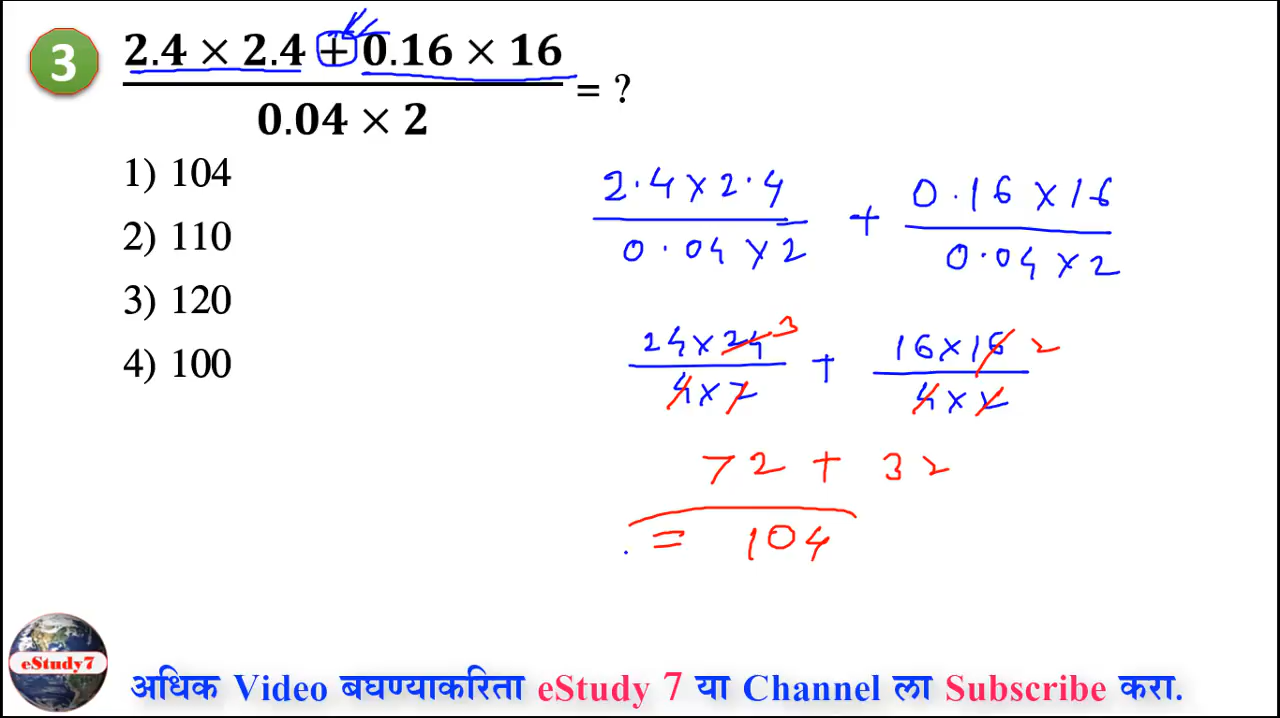 3
2.4 × 2.4 + 0.16 × 16
0.04 × 2
= ?
1) 104
2) 110
3) 120
4) 100
2.4 × 2.4 + 0.16 × 16
0.04 × 2 0.04 × 2
24 × 24 3 + 16 × 16 2
4 × 2 4 × 2
72 + 32
= 104
eStudy7
अधिक Video बघण्याकरिता eStudy 7 या Channel ला Subscribe करा.